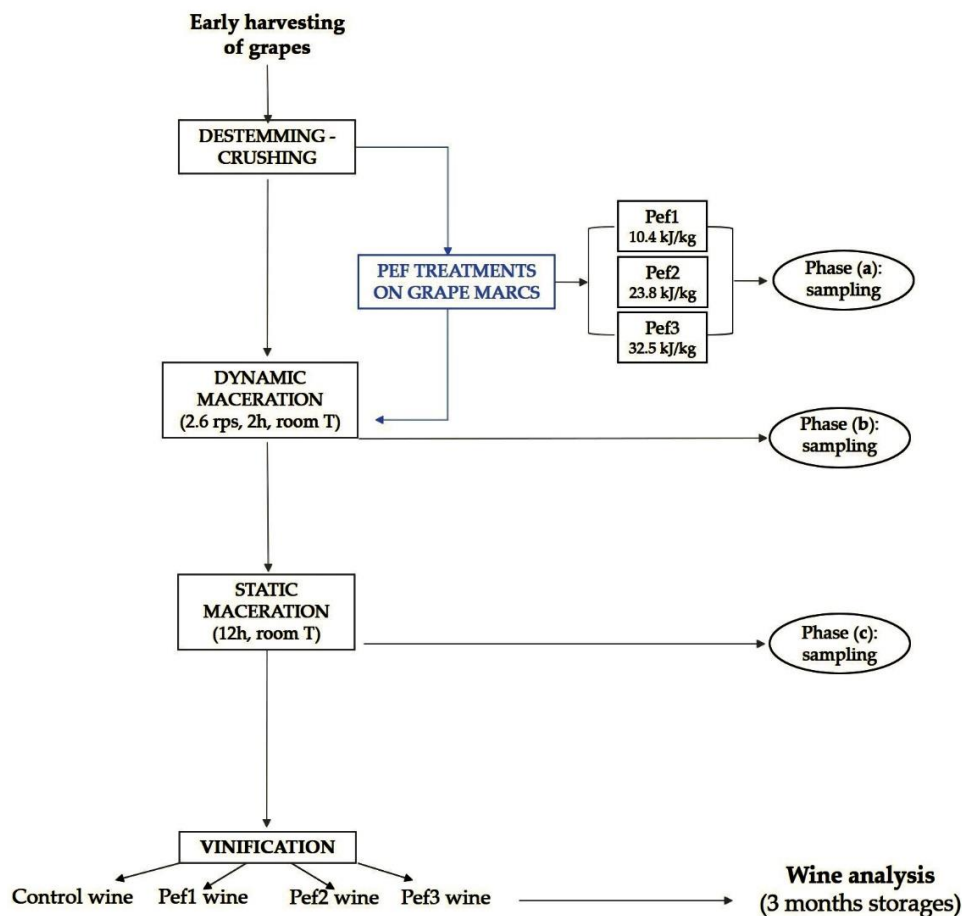 Early harvesting
of grapes
DESTEMMING -
CRUSHING
PEF TREATMENTS
ON GRAPE MARCS
Pef1
10.4 kJ/kg
Pef2
23.8 kJ/kg
Pef3
32.5 kJ/kg
Phase (a):
sampling
DYNAMIC
MACERATION
(2.6 rps, 2h, room T)
Phase (b):
sampling
STATIC
MACERATION
(12h, room T)
Phase (c):
sampling
VINIFICATION
Control wine Pef1 wine Pef2 wine Pef3 wine
Wine analysis
(3 months storages)